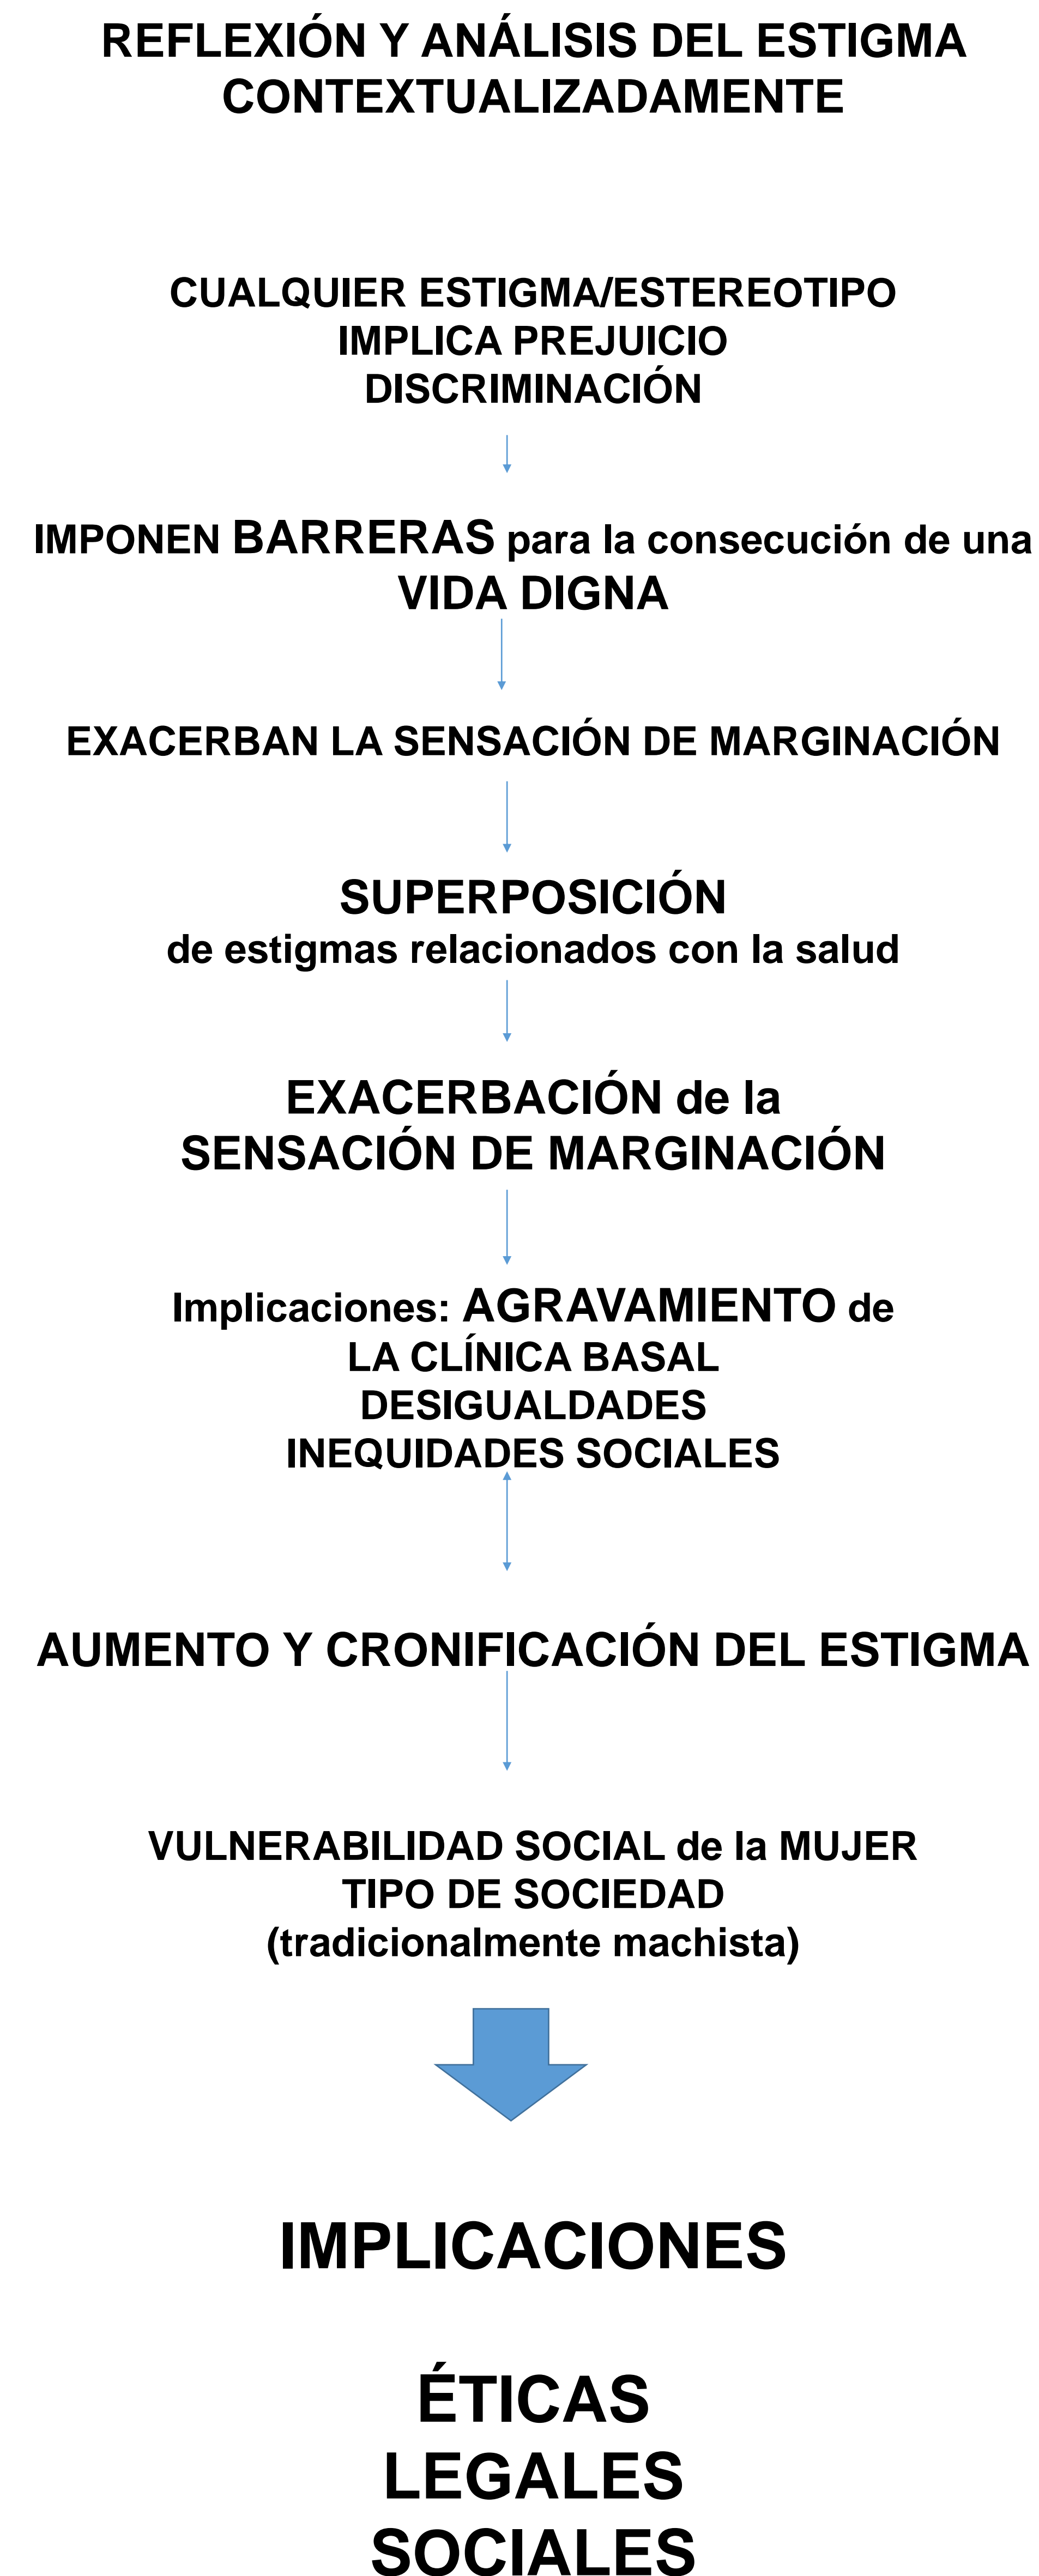 REFLEXIÓN Y ANÁLISIS DEL ESTIGMA
CONTEXTUALIZADAMENTE
CUALQUIER ESTIGMA/ESTEREOTIPO
IMPLICA PREJUICIO
DISCRIMINACIÓN
IMPONEN BARRERAS para la consecución de una
VIDA DIGNA
EXACERBAN LA SENSACIÓN DE MARGINACIÓN
SUPERPOSICIÓN
de estigmas relacionados con la salud
EXACERBACIÓN de la
SENSACIÓN DE MARGINACIÓN
Implicaciones: AGRAVAMIENTO de
LA CLÍNICA BASAL
DESIGUALDADES
INEQUIDADES SOCIALES
AUMENTO Y CRONIFICACIÓN DEL ESTIGMA
VULNERABILIDAD SOCIAL de la MUJER
TIPO DE SOCIEDAD
(tradicionalmente machista)
IMPLICACIONES
ÉTICAS
LEGALES
SOCIALES